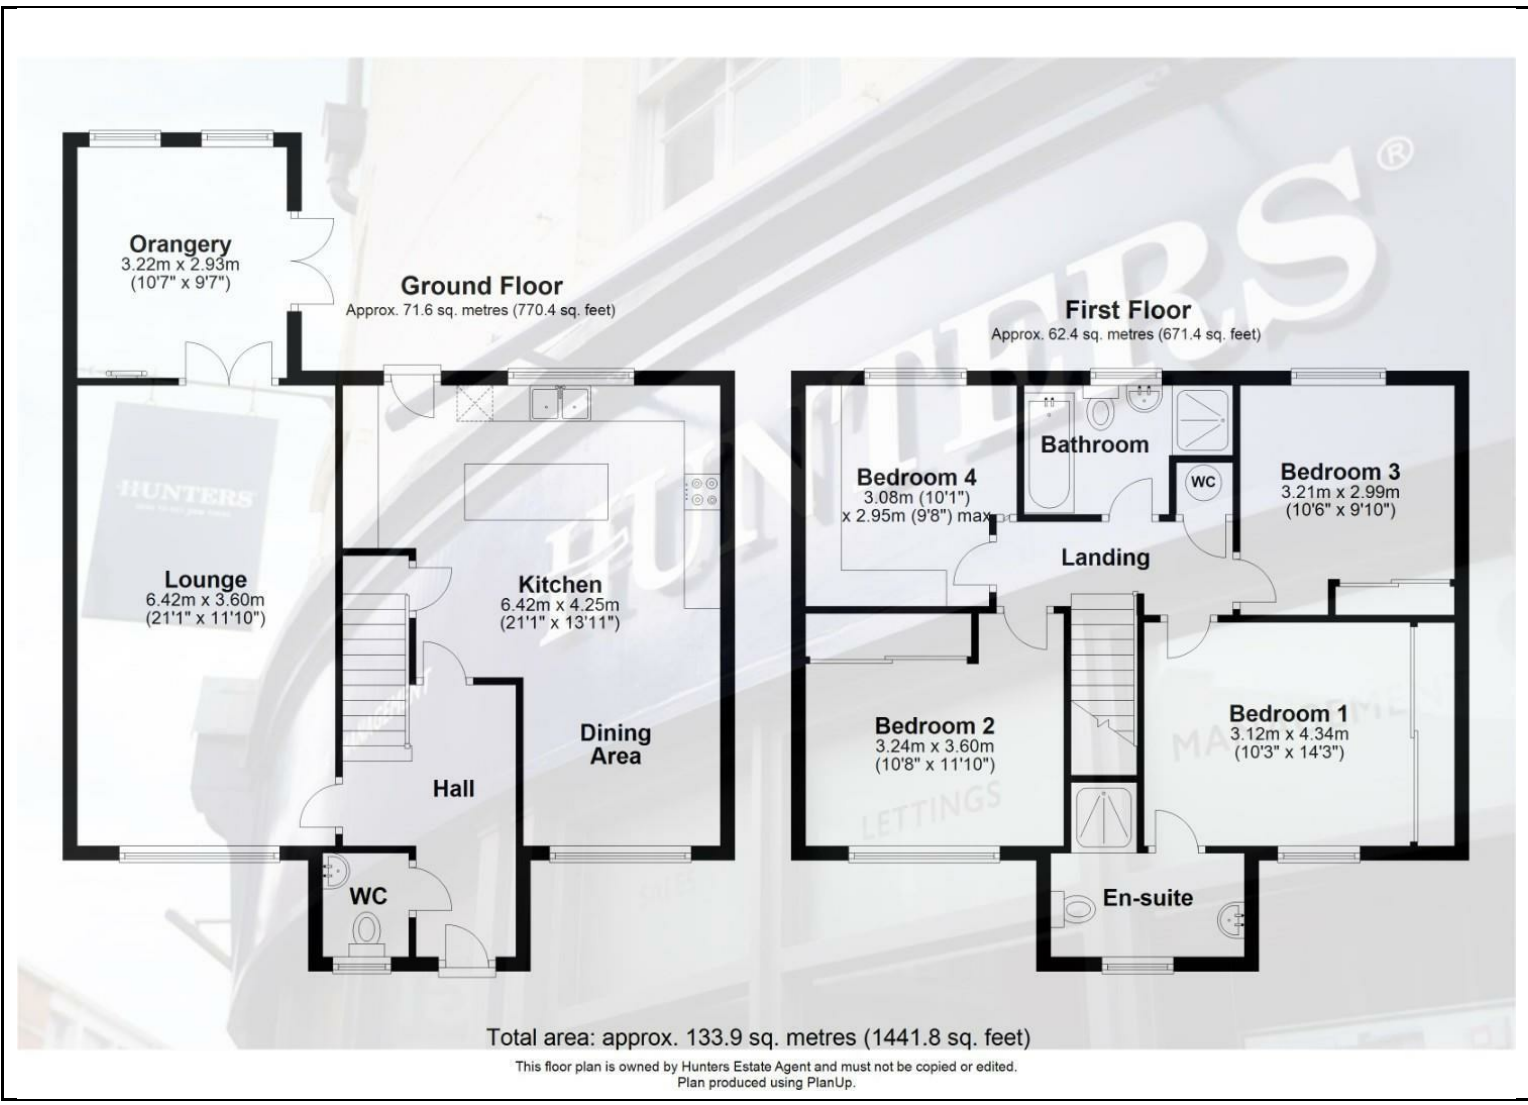 Orangery
3.22m x 2.93m
(10'7" x 9'7")
Ground Floor
Approx. 71.6 sq. metres (770.4 sq. feet)
Lounge
6.42m x 3.60m
(21'1" x 11'10")
Kitchen
6.42m x 4.25m
(21'1" x 13'11")
Dining
Area
Hall
WC
First Floor
Approx. 62.4 sq. metres (671.4 sq. feet)
Bedroom 4
3.08m (10'1")
x 2.95m (9'8") max
Bathroom
WC
Bedroom 3
3.21m x 2.99m
(10'6" x 9'10")
Landing
Bedroom 2
3.24m x 3.60m
(10'8" x 11'10")
Bedroom 1
3.12m x 4.34m
(10'3" x 14'3")
En-suite
HUNTERS®
HUNTERS
MANAGEMENT
MANAGEMENT
LETTINGS
SALES
Total area: approx. 133.9 sq. metres (1441.8 sq. feet)
This floor plan is owned by Hunters Estate Agent and must not be copied or edited.
Plan produced using PlanUp.